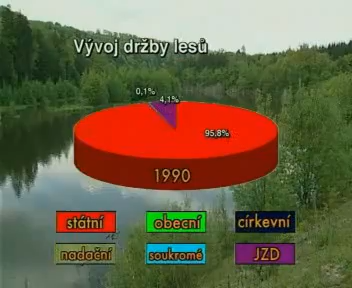 Vývoj držby lesů
0,1%
4,1%
95,8%
1990
státní obecní církevní
nadační soukromé JZD